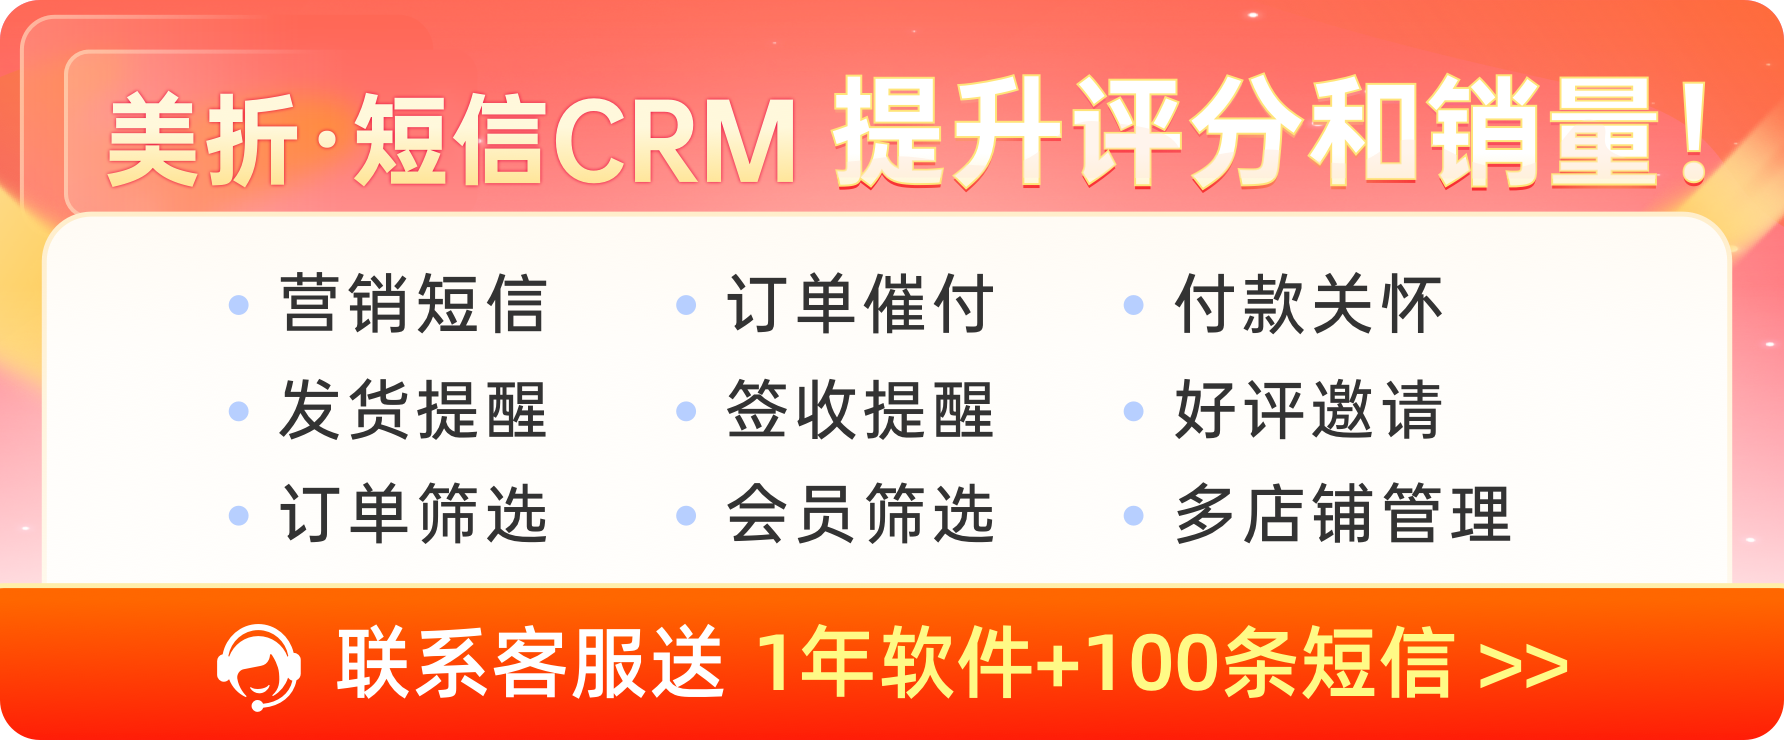 美折·短信CRM 提升评分和销量!
营销短信 订单催付 付款关怀
发货提醒 签收提醒 好评邀请
订单筛选 会员筛选 多店铺管理
联系客服送 1年软件+100条短信 >>